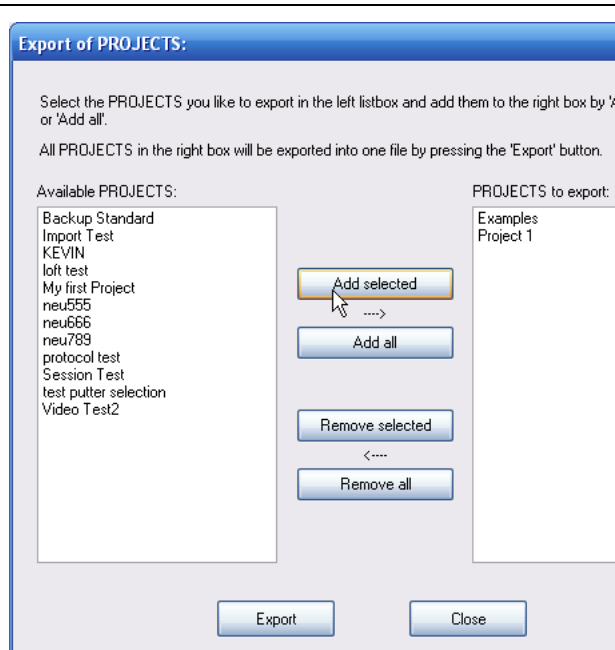 Export of PROJECTS:
Select the PROJECTS you like to export in the left listbox and add them to the right box by
or 'Add all'.
All PROJECTS in the right box will be exported into one file by pressing the 'Export' button.
Available PROJECTS:
PROJECTS to export:
Backup Standard
Import Test
KEVIN
loft test
My first Project
neu555
neu666
neu789
protocol test
Session Test
test putter selection
Video Test2
Add selected
---->
Add all
Remove selected
<----
Remove all
Examples
Project 1
Export
Close